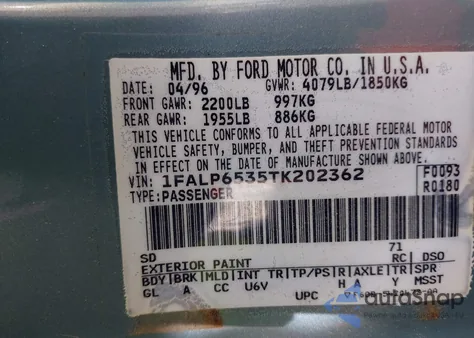 MFD. BY FORD MOTOR CO. IN U.S.A.
DATE: 04/96 GVWR: 4079LB/1850KG
FRONT GAWR: 2200LB 997KG
REAR GAWR: 1955LB 886KG
THIS VEHICLE CONFORMS TO ALL APPLICABLE FEDERAL MOTOR
VEHICLE SAFETY, BUMPER, AND THEFT PREVENTION STANDARDS
IN EFFECT ON THE DATE OF MANUFACTURE SHOWN ABOVE.
VIN: 1FALP6535TK202362 F0093
TYPE: PASSENGER R0180
SD 71
EXTERIOR PAINT RC DSO
BDY BRK MLD INT TR TP/PS R AXLE TR SPR
GL A CC U6V UPC H A Y MSST
autoSnap